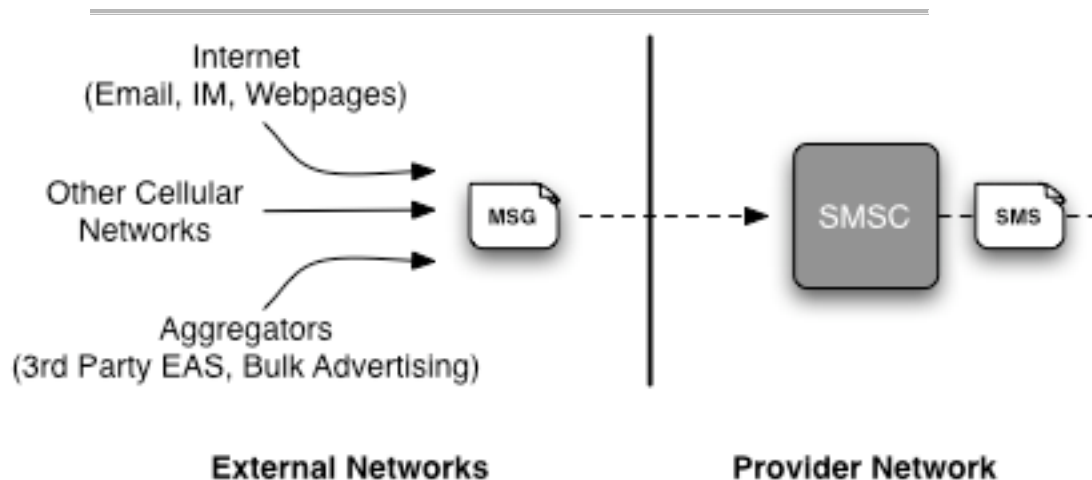 Internet
(Email, IM, Webpages)
Other Cellular
Networks
MSG
SMSC
SMS
Aggregators
(3rd Party EAS, Bulk Advertising)
External Networks
Provider Network